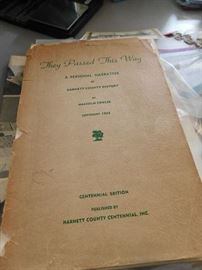 They Passed This Way
A PERSONAL NARRATIVE
OF
HARNETT COUNTY HISTORY
BY
MALCOLM FOWLER
COPYRIGHT 1955
CENTENNIAL EDITION
PUBLISHED BY
HARNETT COUNTY CENTENNIAL, INC.